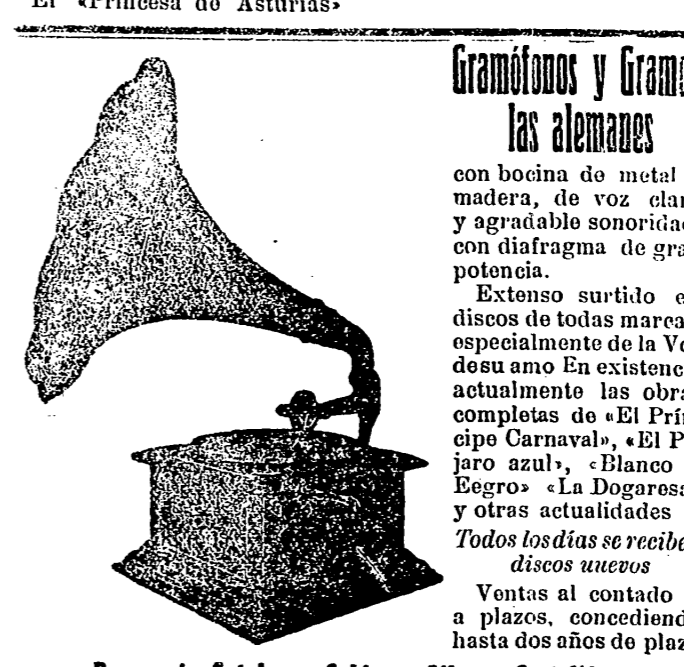 El «Princesa de Asturias»
Gramófonos y Gramo
las alemanes
con bocina de metal
madera, de voz clar
y agradable sonoridad
con diafragma de gra
potencia.
Extenso surtido e
discos de todas marca
especialmente de la Vo
desu amo En existenc
actualmente las obra
completas de «El Prín
cipe Carnaval», «El P
jaro azul», «Blanco
Eegro» «La Dogaresa
y otras actualidades
Todos los días se recibe
discos uuevos
Ventas al contado
a plazos, concediend
hasta dos años de plaz